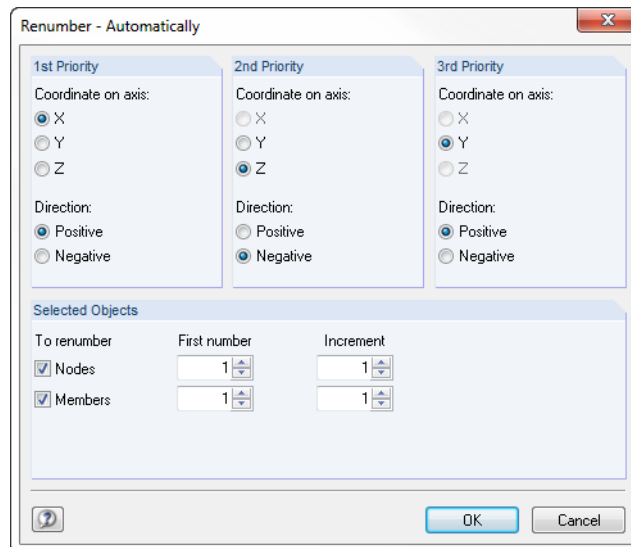 Renumber - Automatically
1st Priority
Coordinate on axis:
X
Y
Z
Direction:
Positive
Negative
2nd Priority
Coordinate on axis:
X
Y
Z
Direction:
Positive
Negative
3rd Priority
Coordinate on axis:
X
Y
Z
Direction:
Positive
Negative
Selected Objects
To renumber First number Increment
Nodes 1 1
Members 1 1
OK Cancel